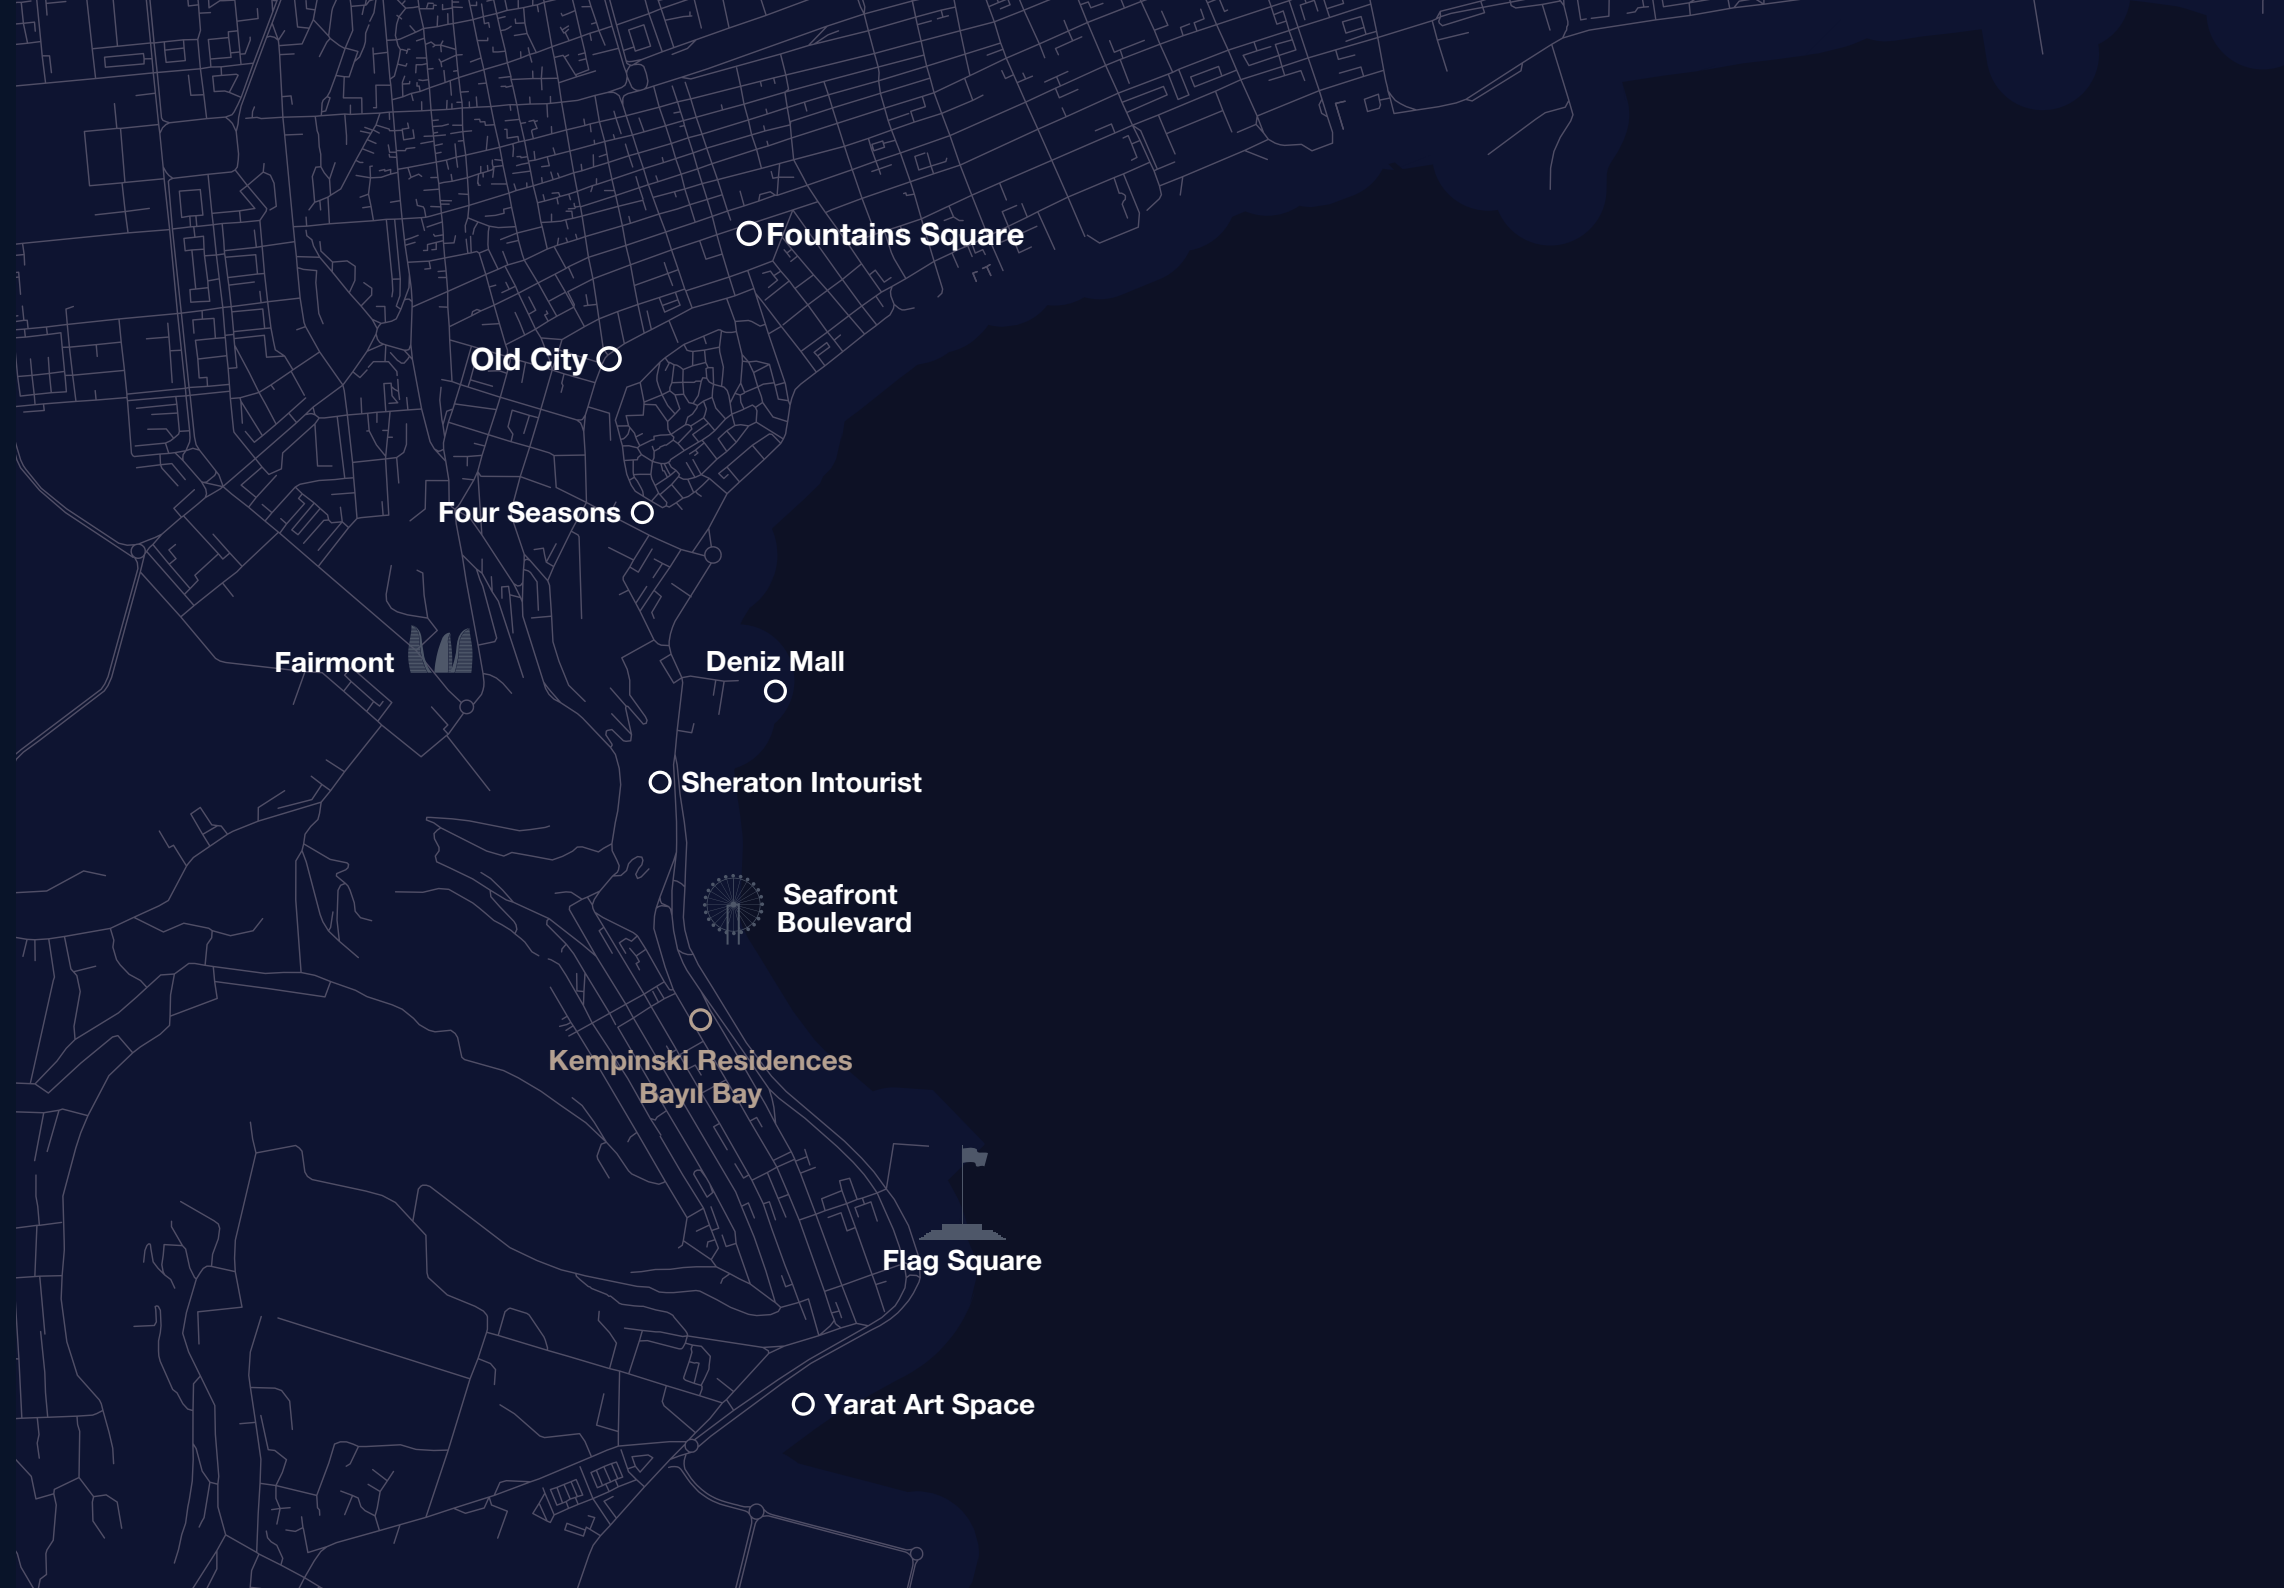 Fountains Square
Old City
Four Seasons
Fairmont
Deniz Mall
Sheraton Intourist
Seafront
Boulevard
Kempinski Residences
Bayıl Bay
Flag Square
Yarat Art Space